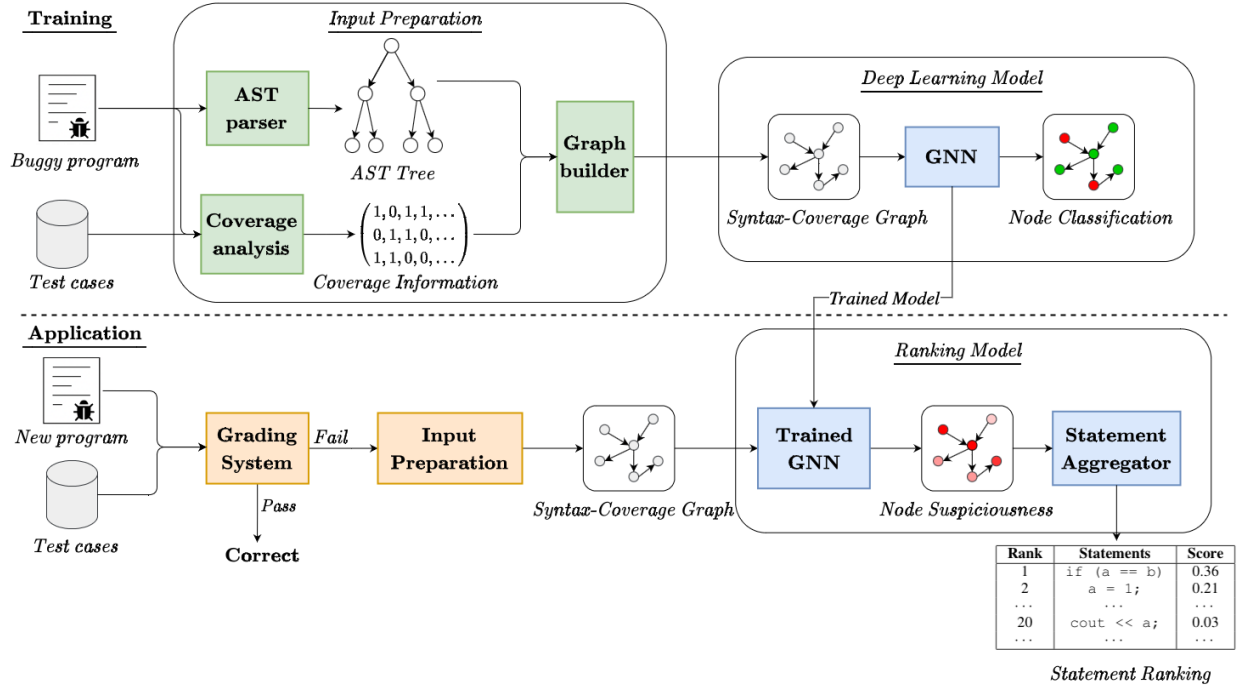 Training
Input Preparation
Buggy program
AST
parser
AST Tree
Test cases
Coverage
analysis
1, 0, 1, 1, . . .
0, 1, 1, 0, . . .
1, 1, 0, 0, . . .
Coverage Information
Graph
builder
Deep Learning Model
Syntax-Coverage Graph
GNN
Node Classification
Trained Model
Application
New program
Test cases
Grading
System
Fail
Pass
Correct
Input
Preparation
Syntax-Coverage Graph
Ranking Model
Trained
GNN
Node Suspiciousness
Statement
Aggregator
Rank Statements Score
1 if (a == b) 0.36
2 a = 1; 0.21
... ... ...
20 cout << a; 0.03
... ... ...
Statement Ranking